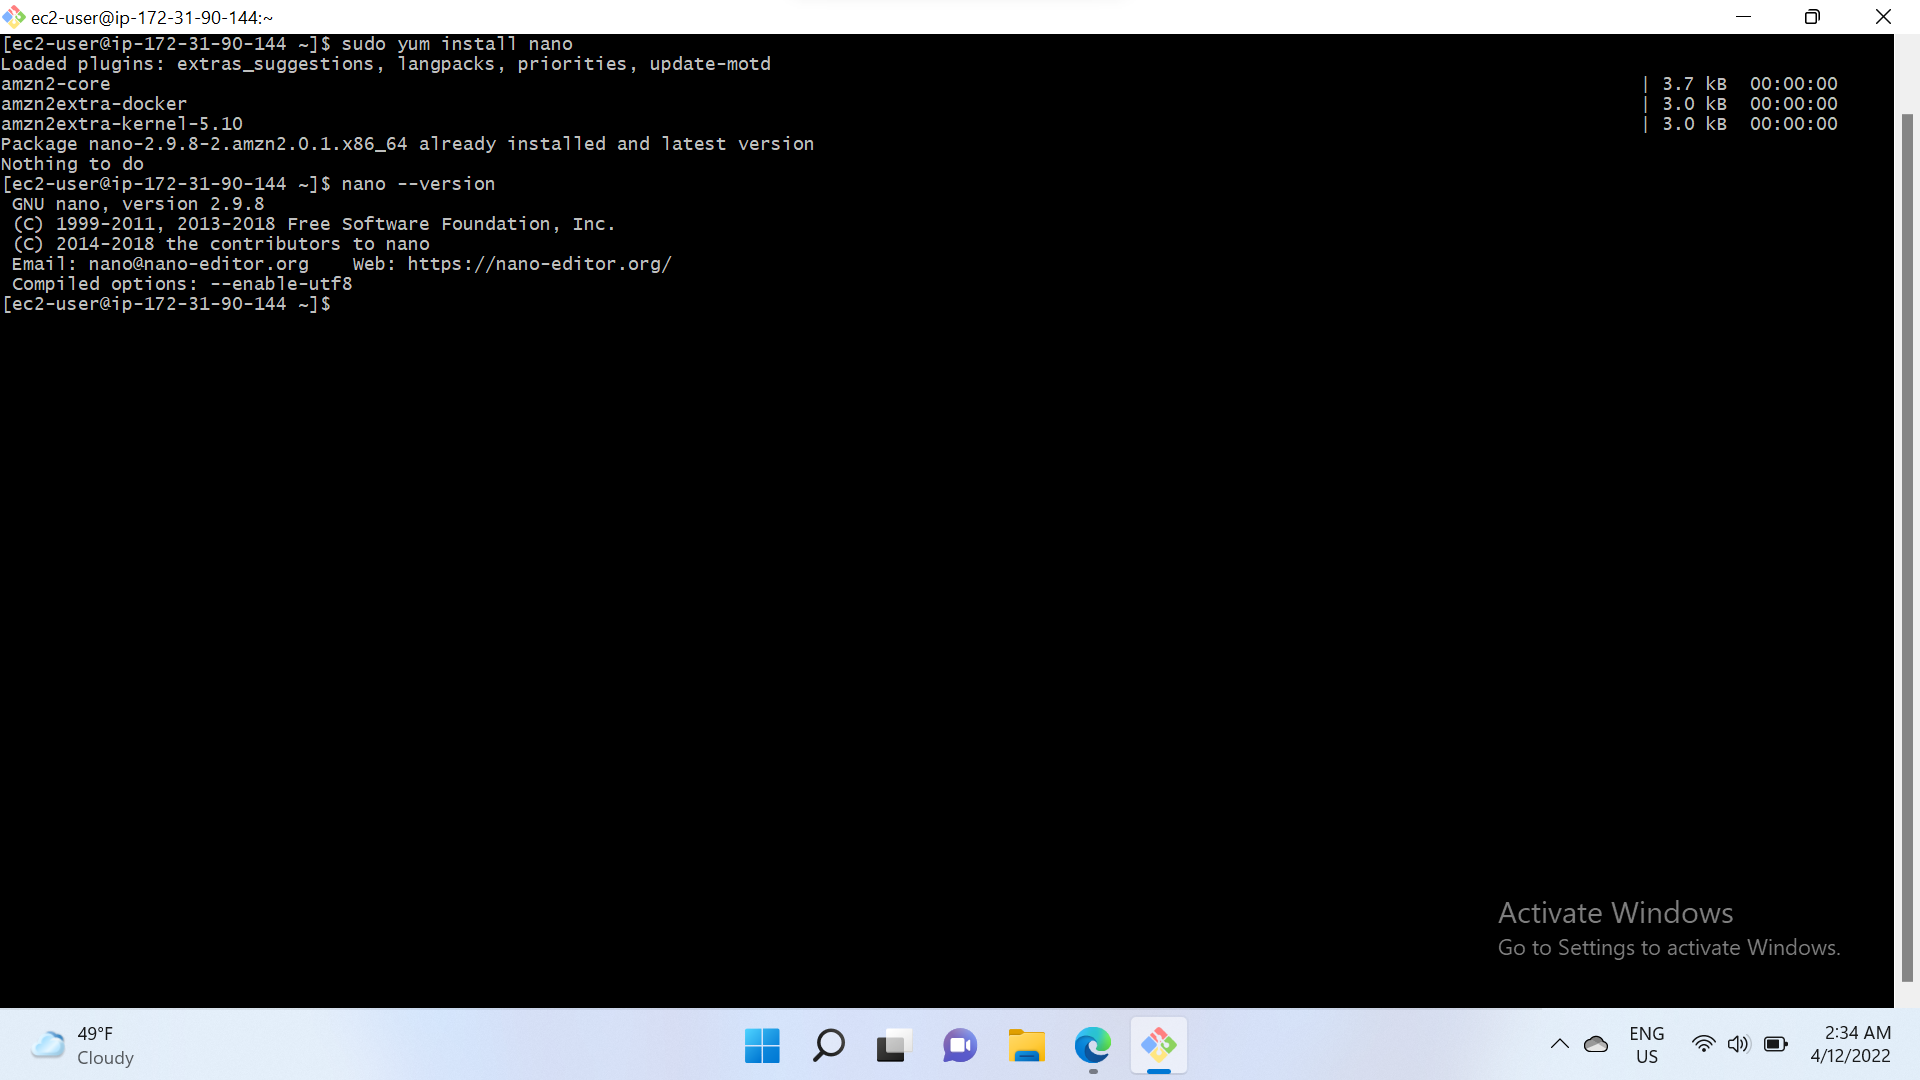 ec2-user@ip-172-31-90-144:~
[ec2-user@ip-172-31-90-144 ~]$ sudo yum install nano
Loaded plugins: extras_suggestions, langpacks, priorities, update-motd
amzn2-core | 3.7 kB 00:00:00
amzn2extra-docker | 3.0 kB 00:00:00
amzn2extra-kernel-5.10 | 3.0 kB 00:00:00
Package nano-2.9.8-2.amzn2.0.1.x86_64 already installed and latest version
Nothing to do
[ec2-user@ip-172-31-90-144 ~]$ nano --version
GNU nano, version 2.9.8
(C) 1999-2011, 2013-2018 Free Software Foundation, Inc.
(C) 2014-2018 the contributors to nano
Email: nano@nano-editor.org Web: https://nano-editor.org/
Compiled options: --enable-utf8
[ec2-user@ip-172-31-90-144 ~]$
Activate Windows
Go to Settings to activate Windows.
49°F
Cloudy
ENG
US
2:34 AM
4/12/2022